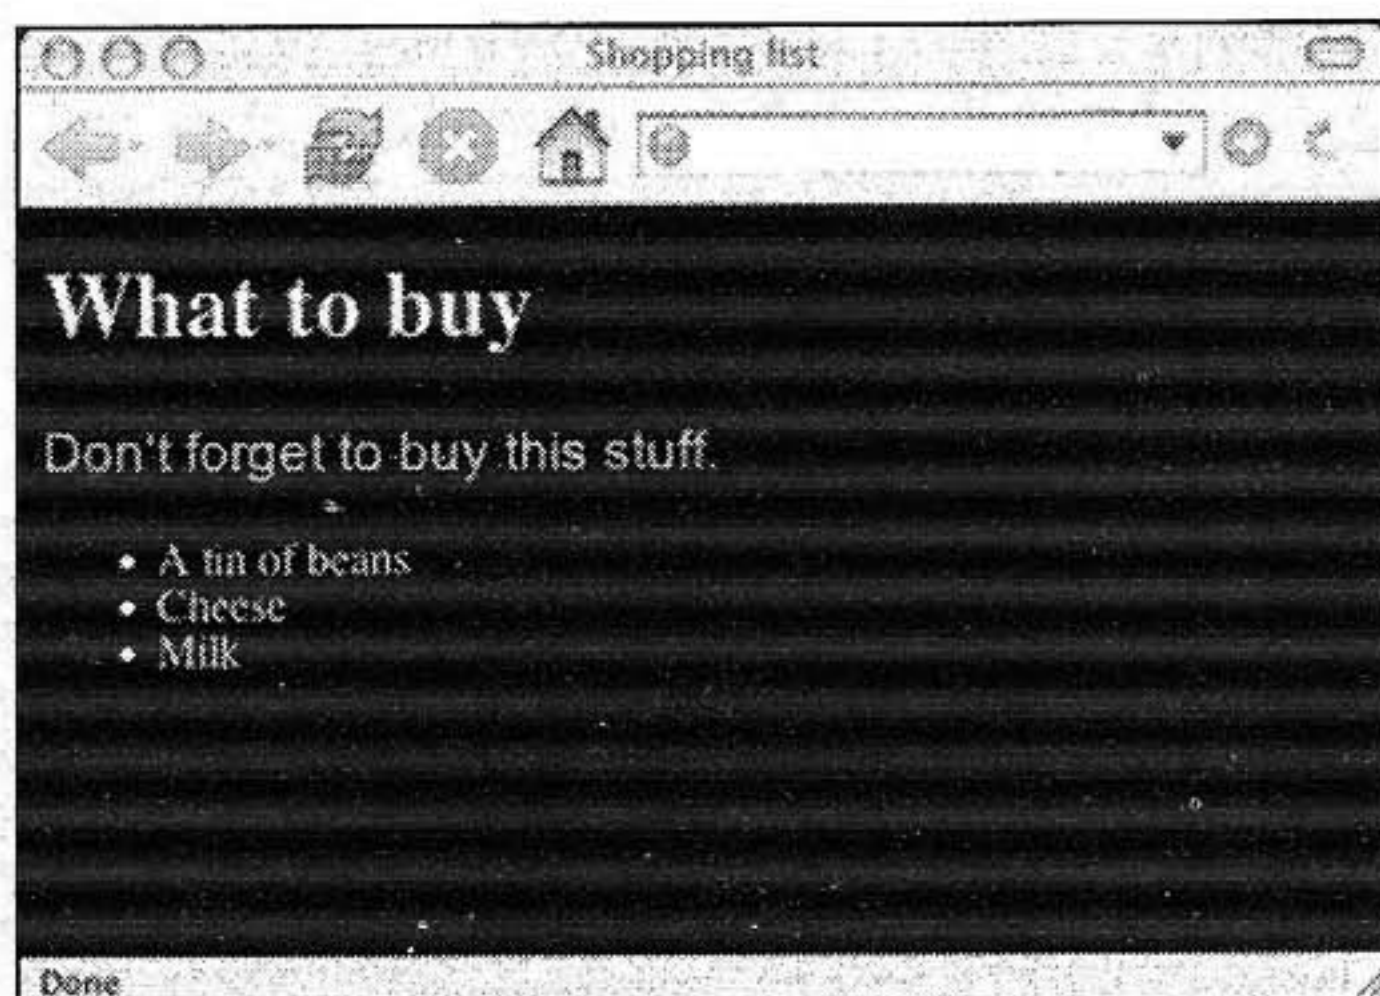 Shopping list
What to buy
Don't forget to buy this stuff.
• A tin of beans
• Cheese
• Milk
Done